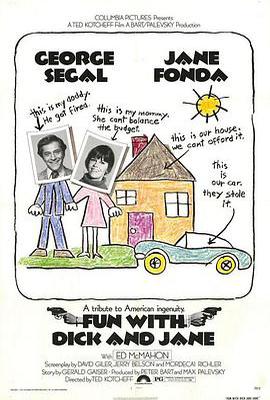 COLUMBIA PICTURES Presents
A TED KOTCHEFF Film A BART/PALEVSKY Production
GEORGE SEGAL
JANE FONDA
this is my daddy.
He got fired.
this is my mommy.
She cant balance
the budget.
this is our house.
we cant afford it.
this
is
our car.
they stole
it.
A tribute to American ingenuity.
FUN WITH
DICK AND JANE
With ED McMAHON
Screenplay by DAVID GILER, JERRY BELSON and MORDECAI RICHLER
Story by GERALD GAISER · Produced by PETER BART and MAX PALEVSKY
Directed by TED KOTCHEFF
PG